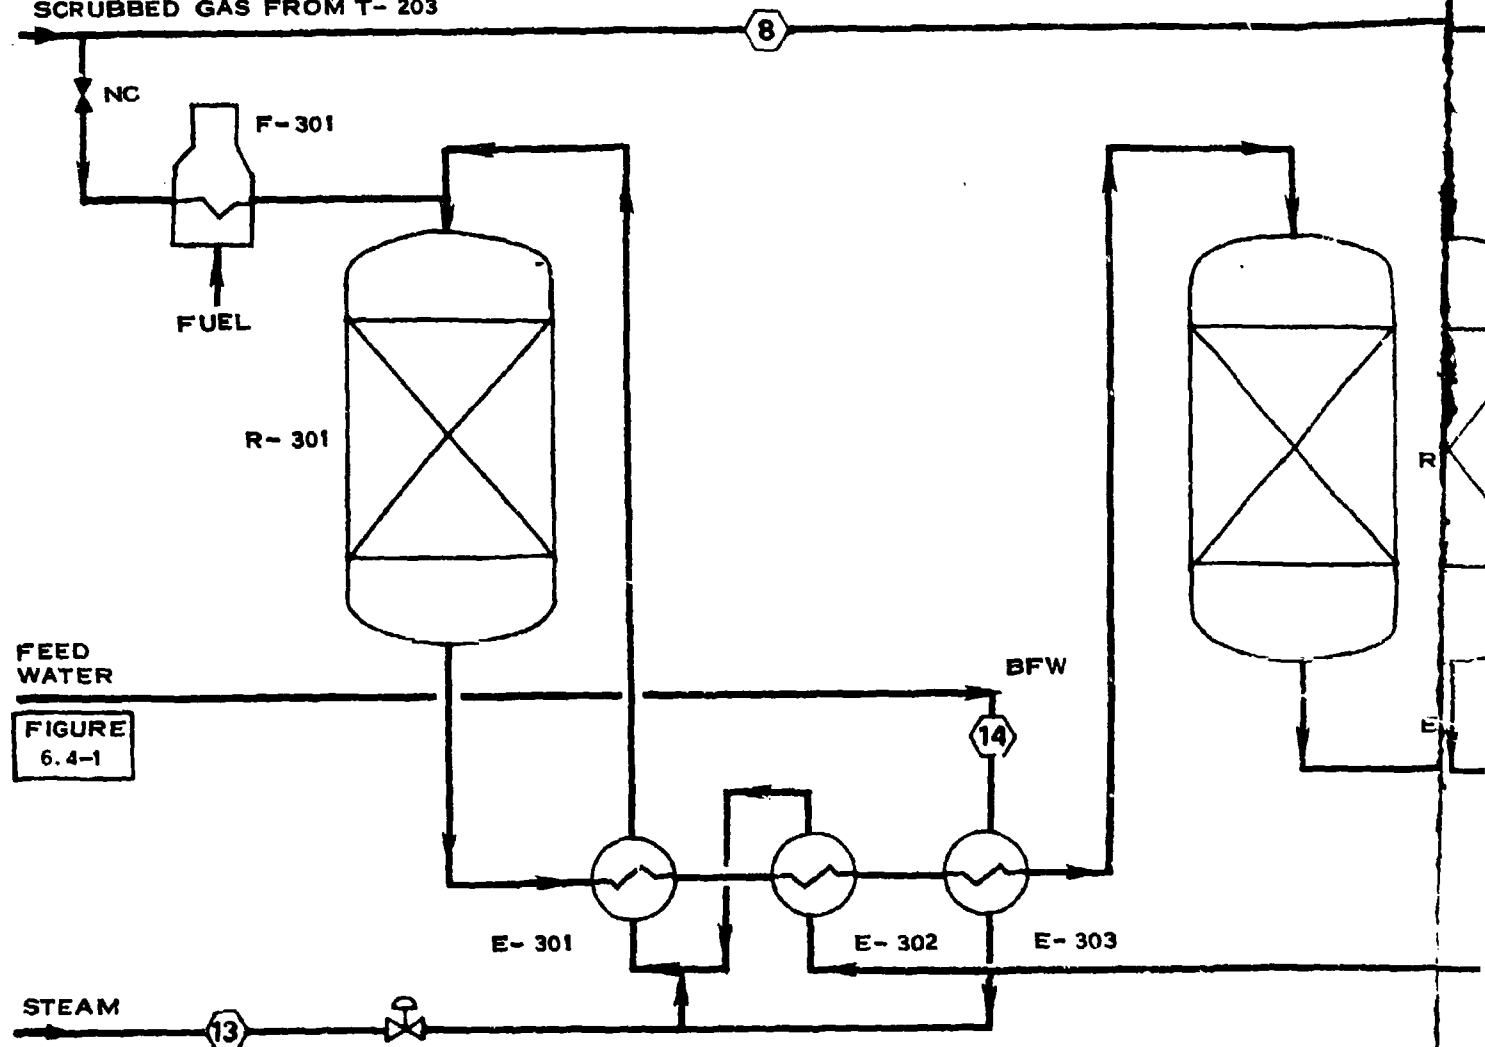 SCRUBBED GAS FROM T- 203
8
NC
F-301
FUEL
R- 301
R
FEED
WATER
BFW
FIGURE
6.4-1
14
E
E- 301
E- 302
E- 303
STEAM
13